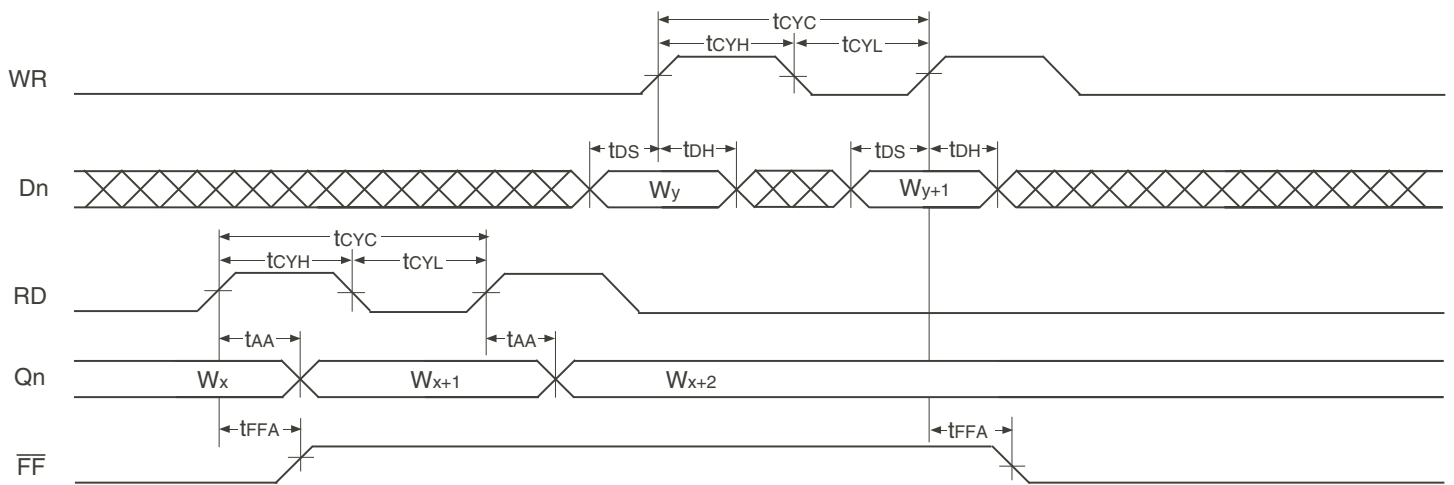 tCYC
tCYH tCYL
WR
tDS tDH tDS tDH
Dn Wy Wy+1
tCYC
tCYH tCYL
RD
tAA tAA
Qn Wx Wx+1 Wx+2
tFFA tFFA
F̅F̅